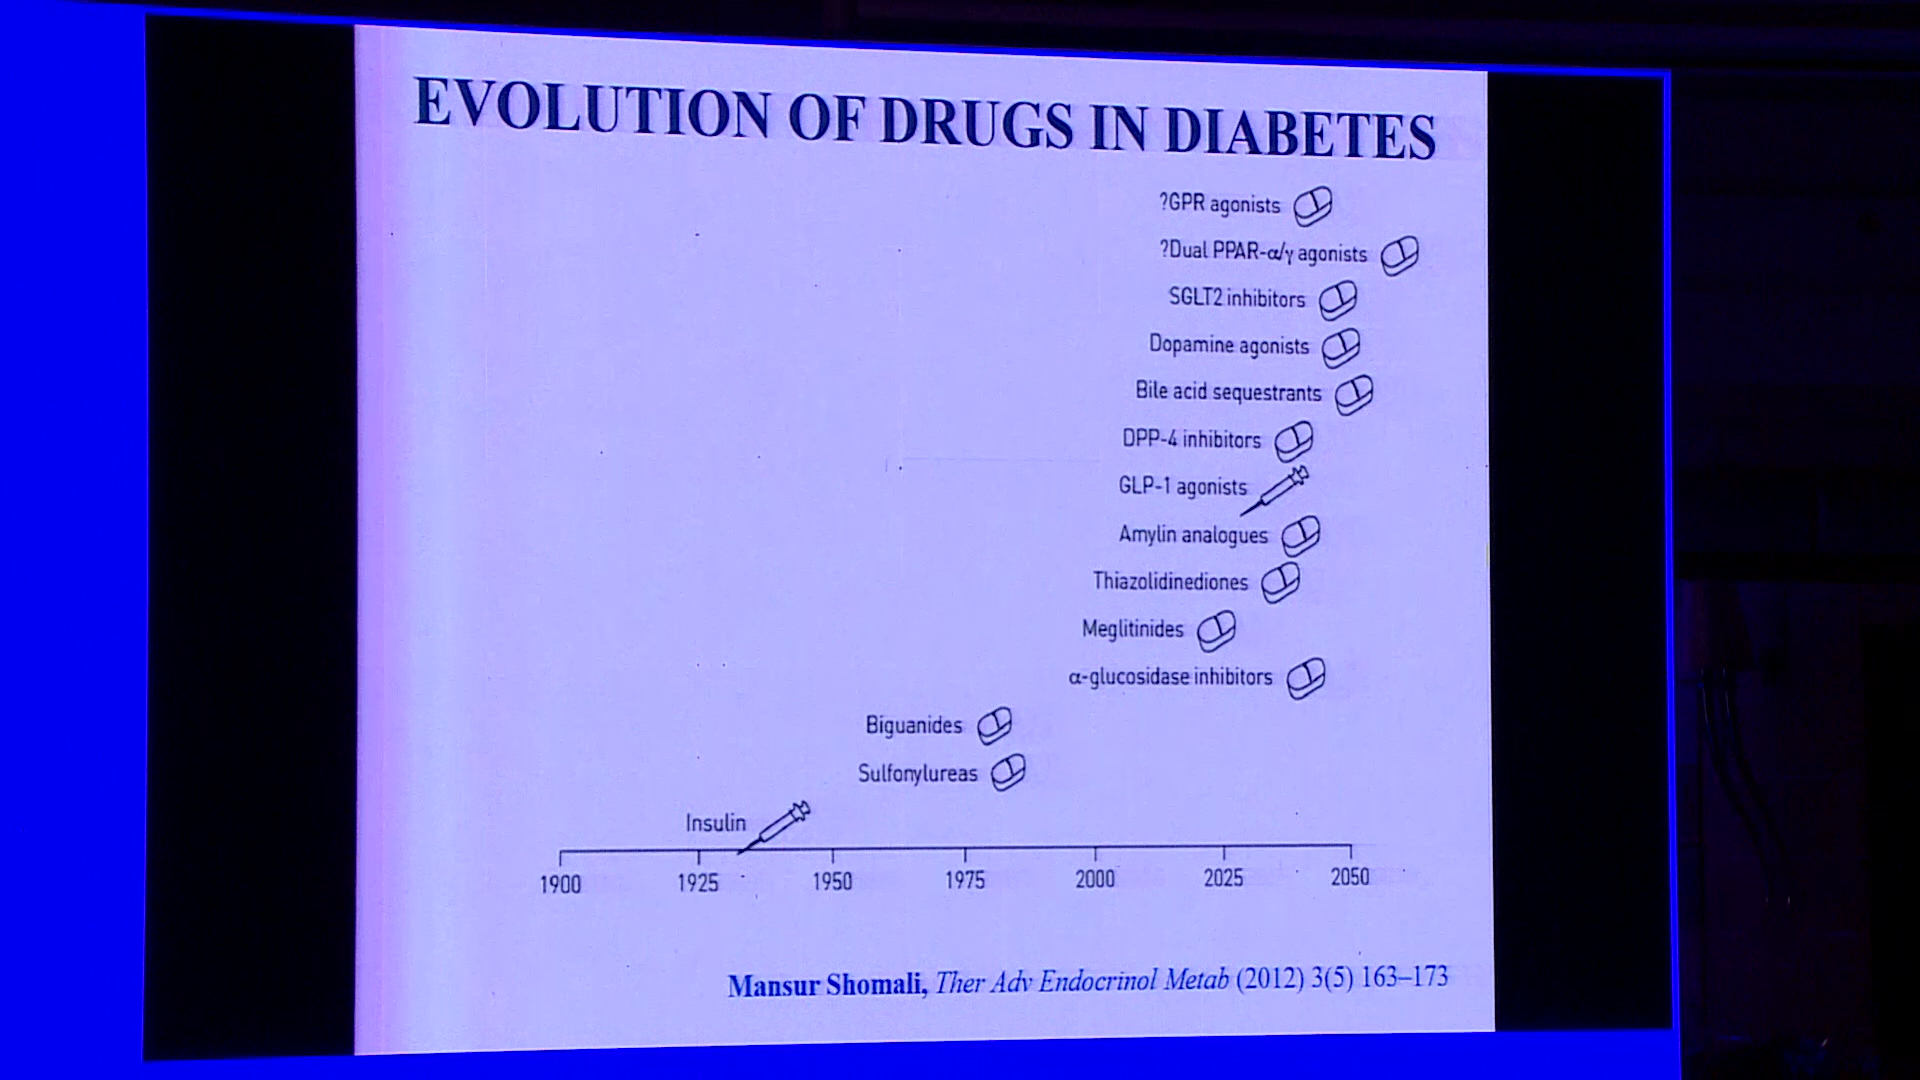 EVOLUTION OF DRUGS IN DIABETES
?GPR agonists
?Dual PPAR-α/γ agonists
SGLT2 inhibitors
Dopamine agonists
Bile acid sequestrants
DPP-4 inhibitors
GLP-1 agonists
Amylin analogues
Thiazolidinediones
Meglitinides
α-glucosidase inhibitors
Biguanides
Sulfonylureas
Insulin
1900 1925 1950 1975 2000 2025 2050
Mansur Shomali, Ther Adv Endocrinol Metab (2012) 3(5) 163–173